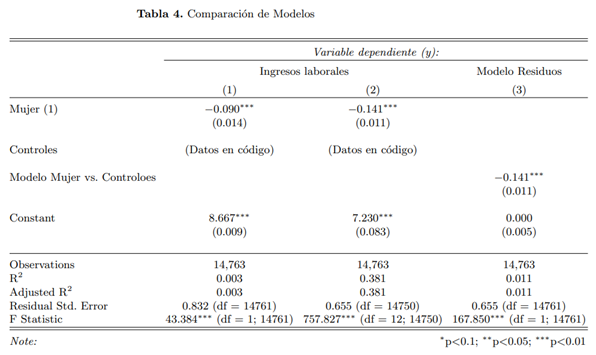 Tabla 4. Comparación de Modelos
Variable dependiente (y):
Ingresos laborales Modelo Residuos
(1) (2) (3)
Mujer (1) −0.090*** −0.141***
(0.014) (0.011)
Controles (Datos en código) (Datos en código)
Modelo Mujer vs. Controloes −0.141***
(0.011)
Constant 8.667*** 7.230*** 0.000
(0.009) (0.083) (0.005)
Observations 14,763 14,763 14,763
R² 0.003 0.381 0.011
Adjusted R² 0.003 0.381 0.011
Residual Std. Error 0.832 (df = 14761) 0.655 (df = 14750) 0.655 (df = 14761)
F Statistic 43.384*** (df = 1; 14761) 757.827*** (df = 12; 14750) 167.850*** (df = 1; 14761)
Note: *p<0.1; **p<0.05; ***p<0.01